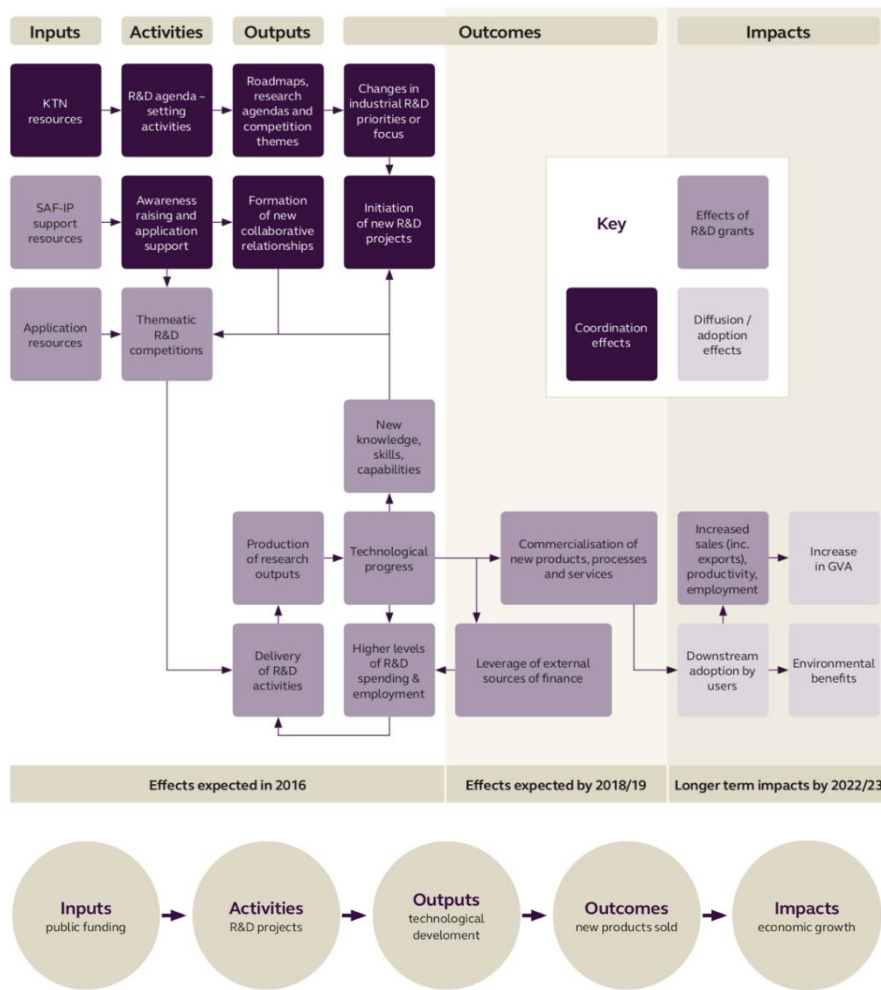 Inputs
Activities
Outputs
Outcomes
Impacts
KTN
resources
R&D agenda –
setting
activities
Roadmaps,
research
agendas and
competition
themes
Changes in
industrial R&D
priorities or
focus
SAF-IP
support
resources
Awareness
raising and
application
support
Formation
of new
collaborative
relationships
Initiation
of new R&D
projects
Key
Effects of
R&D grants
Coordination
effects
Diffusion /
adoption
effects
Application
resources
Themeatic
R&D
competitions
New
knowledge,
skills,
capabilities
Production
of research
outputs
Technological
progress
Commercialisation of
new products, processes
and services
Increased
sales (inc.
exports),
productivity,
employment
Increase
in GVA
Delivery
of R&D
activities
Higher levels
of R&D
spending &
employment
Leverage of external
sources of finance
Downstream
adoption by
users
Environmental
benefits
Effects expected in 2016
Effects expected by 2018/19
Longer term impacts by 2022/23
Inputs
public funding
Activities
R&D projects
Outputs
technological
develoment
Outcomes
new products sold
Impacts
economic growth